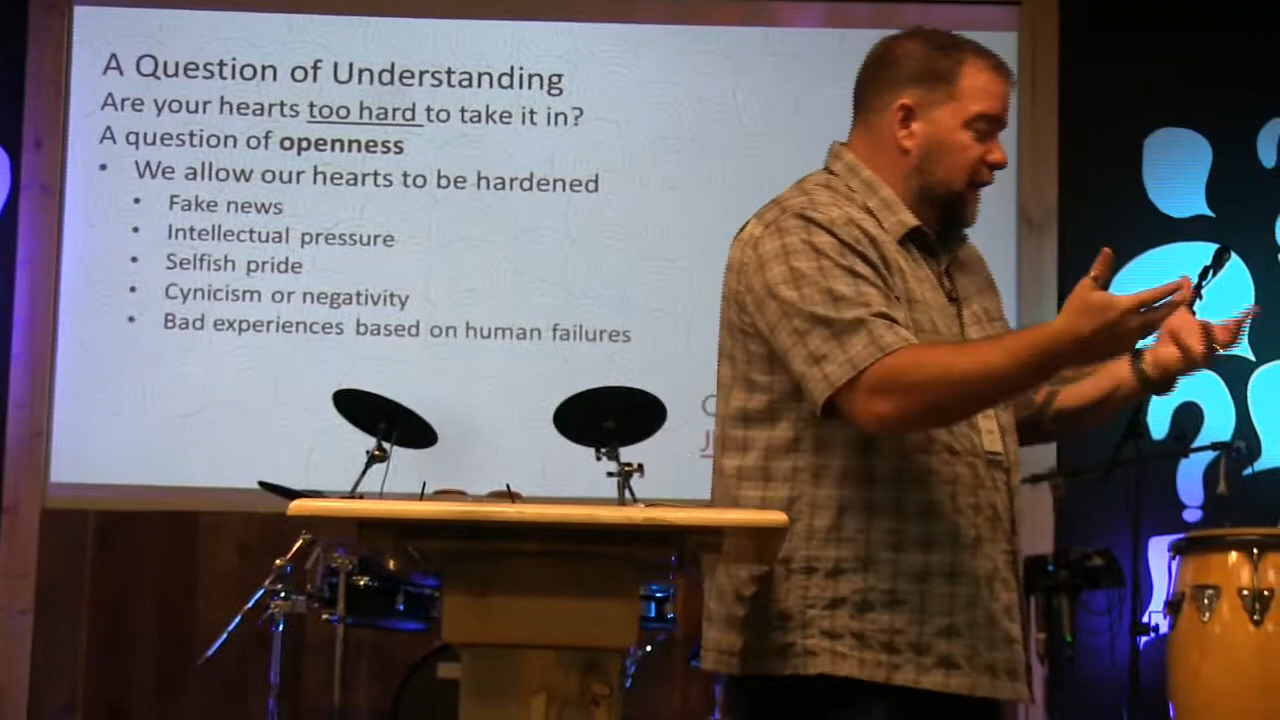 A Question of Understanding
Are your hearts too hard to take it in?
A question of openness
• We allow our hearts to be hardened
• Fake news
• Intellectual pressure
• Selfish pride
• Cynicism or negativity
• Bad experiences based on human failures
?